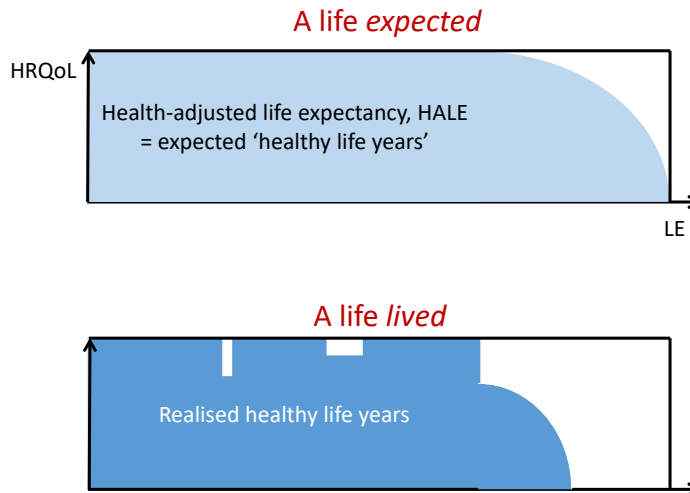 A life expected
HRQoL
Health-adjusted life expectancy, HALE
= expected ‘healthy life years’
LE
A life lived
Realised healthy life years